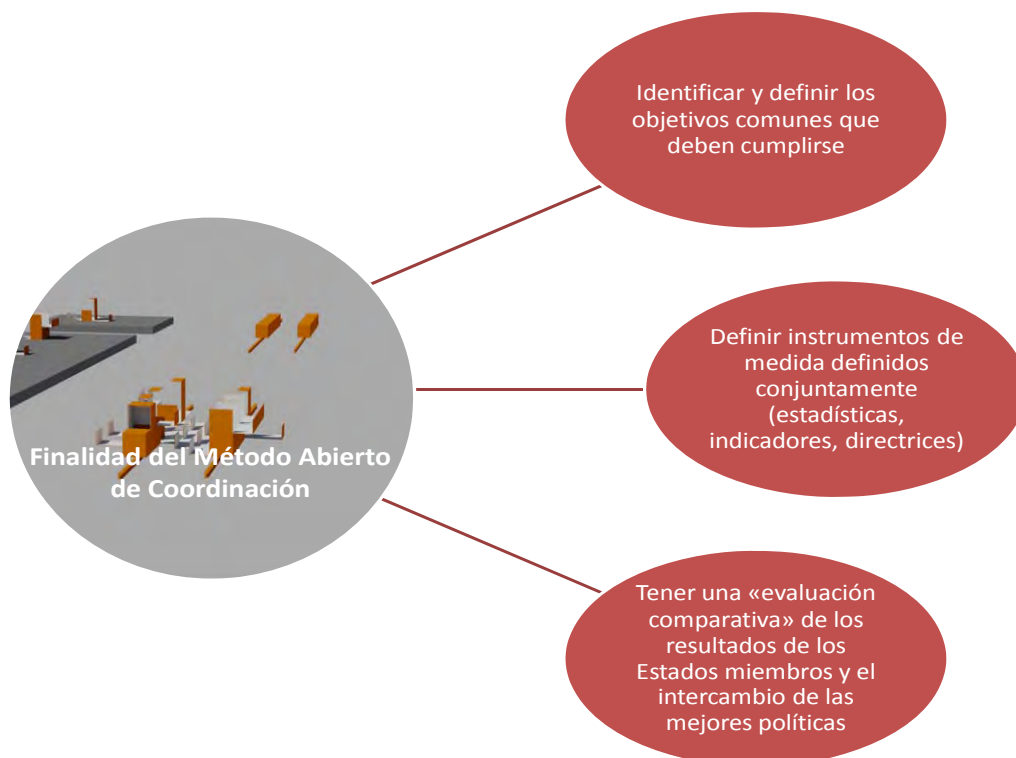 Identificar y definir los
objetivos comunes que
deben cumplirse
Finalidad del Método Abierto
de Coordinación
Definir instrumentos de
medida definidos
conjuntamente
(estadísticas,
indicadores, directrices)
Tener una «evaluación
comparativa» de los
resultados de los
Estados miembros y el
intercambio de las
mejores políticas